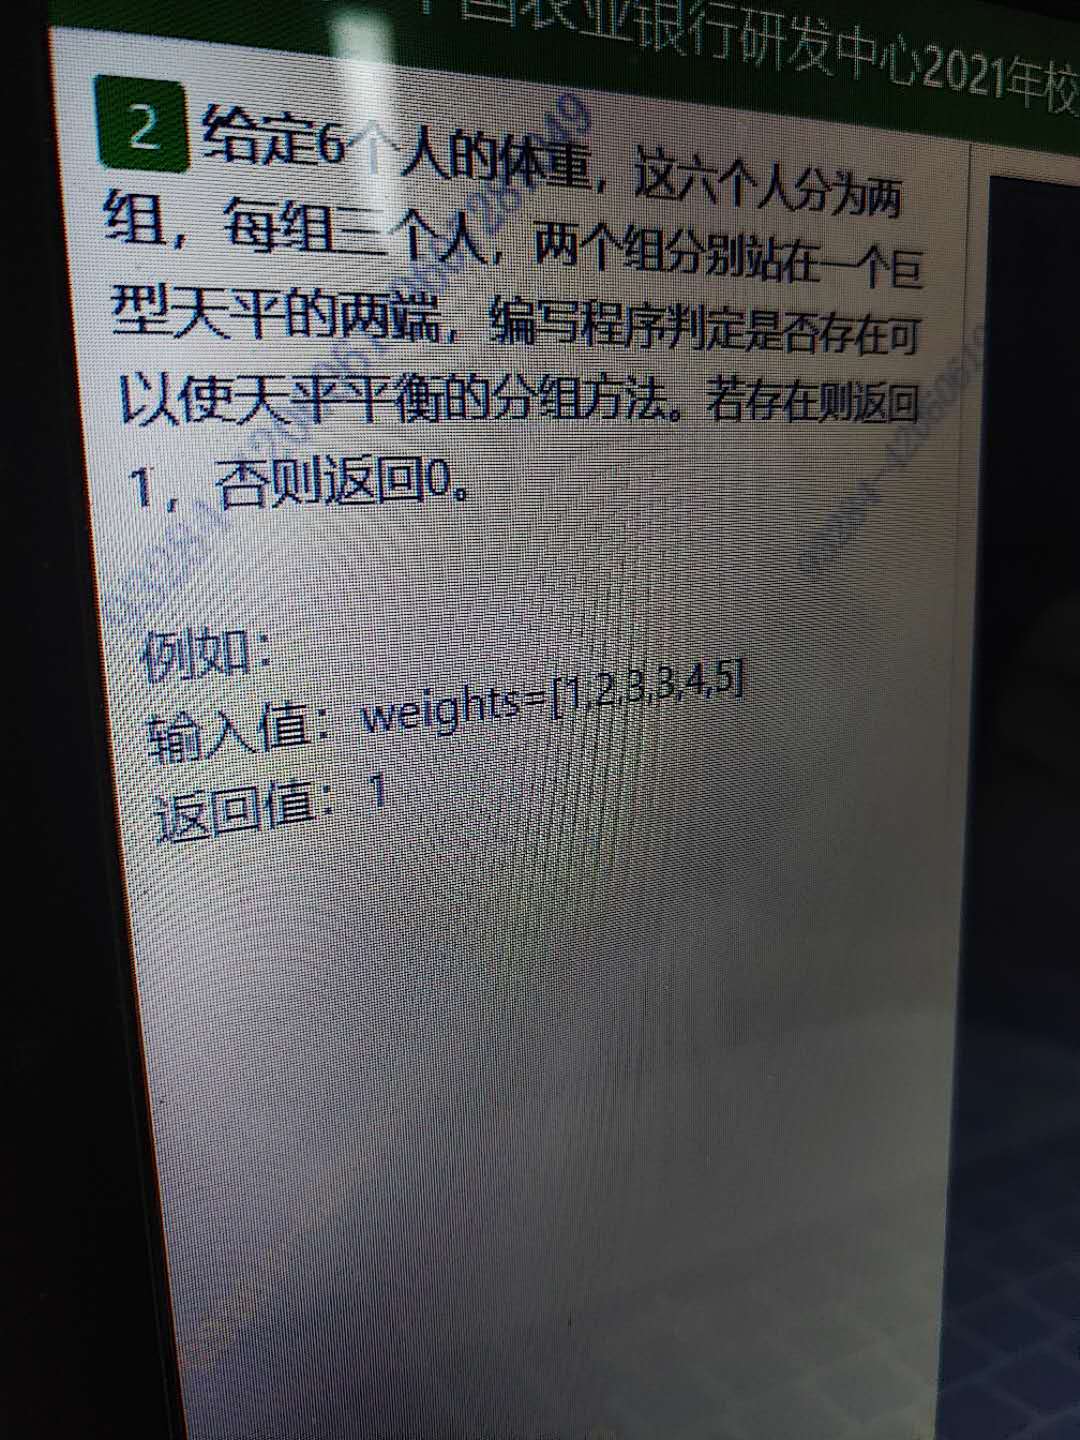 中国农业银行研发中心2021年校
2 给定6个人的体重，这六个人分为两
组，每组三个人，两个组分别站在一个巨
型天平的两端，编写程序判定是否存在可
以使天平平衡的分组方法。若存在则返回
1，否则返回0。
例如：
输入值：weights=[1,2,3,3,4,5]
返回值：1